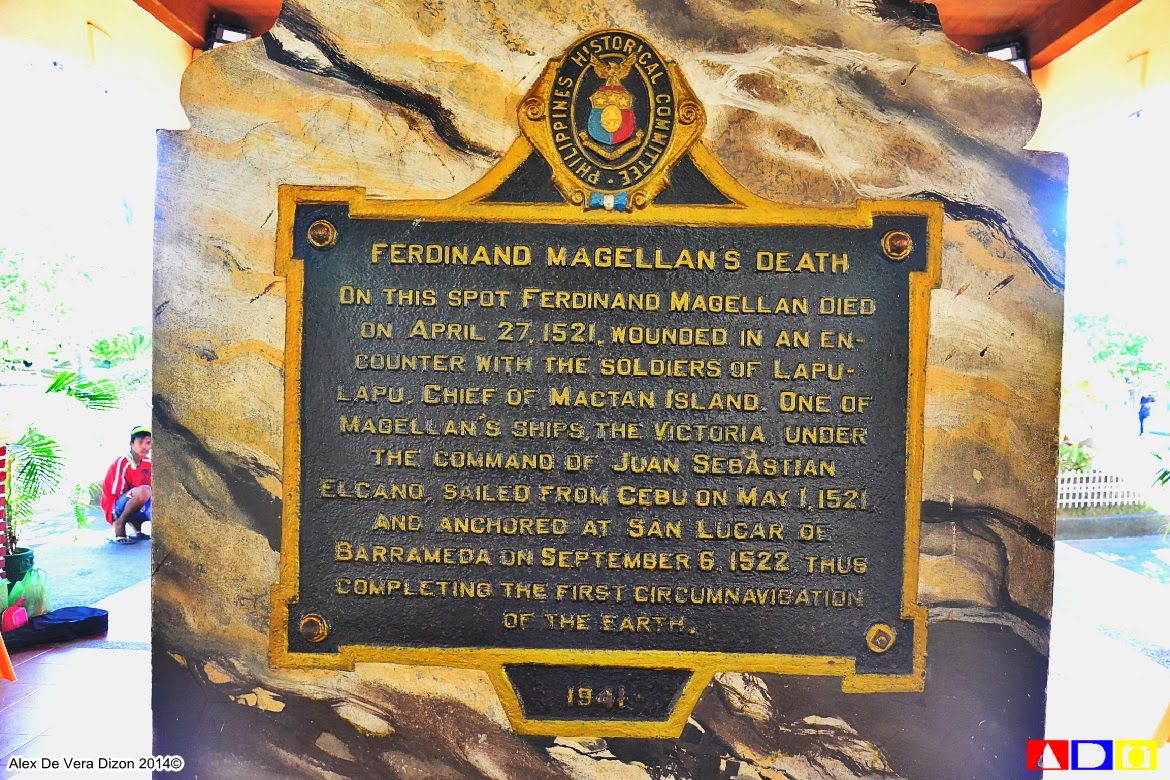 PHILIPPINES HISTORICAL COMMITTEE
FERDINAND MAGELLAN'S DEATH
ON THIS SPOT FERDINAND MAGELLAN DIED
ON APRIL 27, 1521, WOUNDED IN AN EN-
COUNTER WITH THE SOLDIERS OF LAPU-
LAPU, CHIEF OF MACTAN ISLAND. ONE OF
MAGELLAN'S SHIPS, THE VICTORIA, UNDER
THE COMMAND OF JUAN SEBASTIAN
ELCANO, SAILED FROM CEBU ON MAY 1, 1521,
AND ANCHORED AT SAN LUCAR DE
BARRAMEDA ON SEPTEMBER 6, 1522 THUS
COMPLETING THE FIRST CIRCUMNAVIGATION
OF THE EARTH.
1941
Alex De Vera Dizon 2014©
ADO